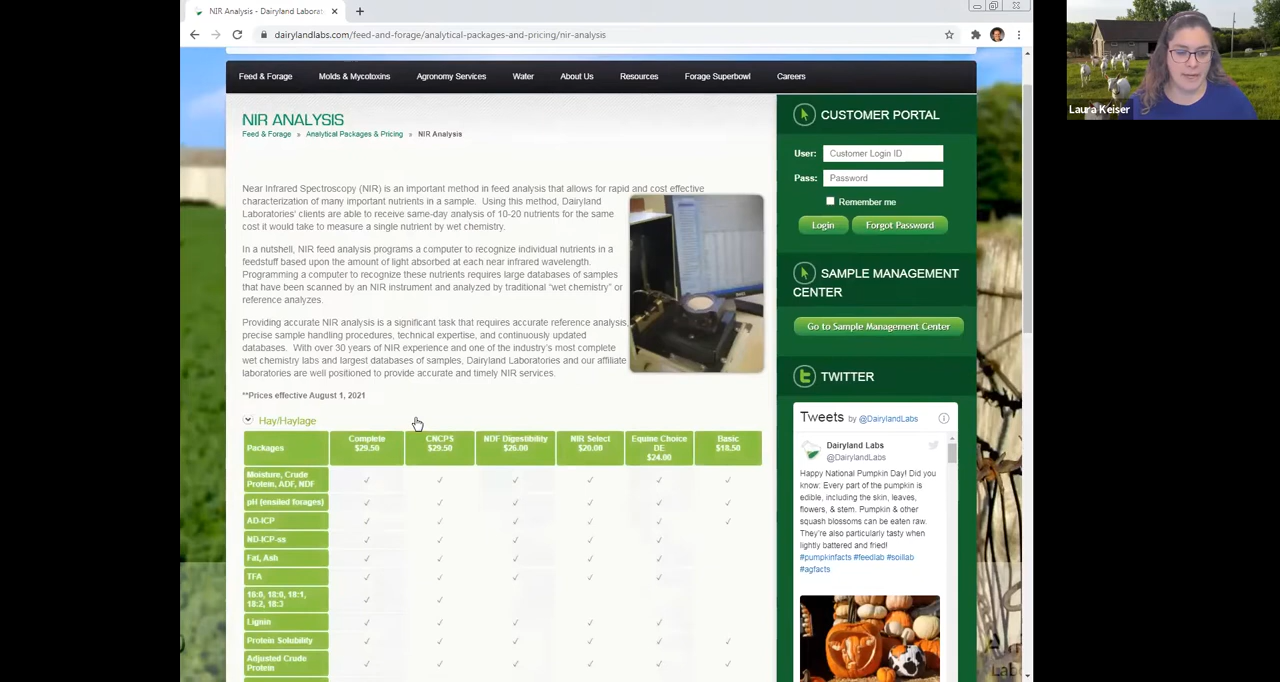 NIR Analysis - Dairyland Laborat
dairylandlabs.com/feed-and-forage/analytical-packages-and-pricing/nir-analysis
Laura Keiser
Feed & Forage
Molds & Mycotoxins
Agronomy Services
Water
About Us
Resources
Forage Superbowl
Careers
NIR ANALYSIS
Feed & Forage » Analytical Packages & Pricing » NIR Analysis
Near Infrared Spectroscopy (NIR) is an important method in feed analysis that allows for rapid and cost effective
characterization of many important nutrients in a sample. Using this method, Dairyland
Laboratories' clients are able to receive same-day analysis of 10-20 nutrients for the same
cost it would take to measure a single nutrient by wet chemistry.
In a nutshell, NIR feed analysis programs a computer to recognize individual nutrients in a
feedstuff based upon the amount of light absorbed at each near infrared wavelength.
Programming a computer to recognize these nutrients requires large databases of samples
that have been scanned by an NIR instrument and analyzed by traditional "wet chemistry" or
reference analyzes.
Providing accurate NIR analysis is a significant task that requires accurate reference analysis,
precise sample handling procedures, technical expertise, and continuously updated
databases. With over 30 years of NIR experience and one of the industry's most complete
wet chemistry labs and largest databases of samples, Dairyland Laboratories and our affiliate
laboratories are well positioned to provide accurate and timely NIR services.
**Prices effective August 1, 2021
Hay/Haylage
Packages
Complete
$29.50
CNCPS
$29.50
NDF Digestibility
$26.00
NIR Select
$20.00
Equine Choice
DE
$24.00
Basic
$18.50
Moisture, Crude
Protein, ADF, NDF
pH (ensiled forages)
AD-ICP
ND-ICP-ss
Fat, Ash
TFA
16:0, 18:0, 18:1,
18:2, 18:3
Lignin
Protein Solubility
Adjusted Crude
Protein
CUSTOMER PORTAL
User: Customer Login ID
Pass: Password
Remember me
Login
Forgot Password
SAMPLE MANAGEMENT
CENTER
Go to Sample Management Center
TWITTER
Tweets by @DairylandLabs
Dairyland Labs
@DairylandLabs
Happy National Pumpkin Day! Did you
know: Every part of the pumpkin is
edible, including the skin, leaves,
flowers, & stem. Pumpkin & other
squash blossoms can be eaten raw.
They're also particularly tasty when
lightly battered and fried!
#pumpkinfacts #feedlab #soillab
#agfacts